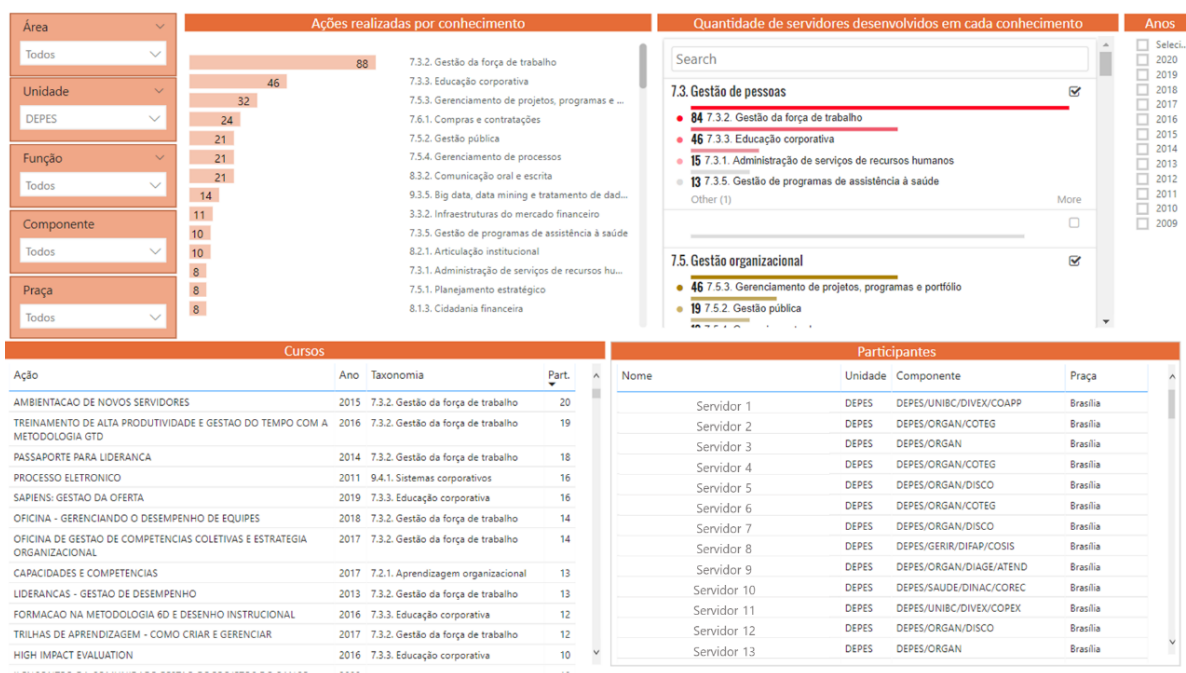 Área
Todos
Unidade
DEPES
Função
Todos
Componente
Todos
Praça
Todos
Ações realizadas por conhecimento
88 7.3.2. Gestão da força de trabalho
46 7.3.3. Educação corporativa
32 7.5.3. Gerenciamento de projetos, programas e ...
24 7.6.1. Compras e contratações
21 7.5.2. Gestão pública
21 7.5.4. Gerenciamento de processos
21 8.3.2. Comunicação oral e escrita
14 9.3.5. Big data, data mining e tratamento de dad...
11 3.3.2. Infraestruturas do mercado financeiro
10 7.3.5. Gestão de programas de assistência à saúde
10 8.2.1. Articulação institucional
8 7.3.1. Administração de serviços de recursos hu...
8 7.5.1. Planejamento estratégico
8 8.1.3. Cidadania financeira
Quantidade de servidores desenvolvidos em cada conhecimento
Search
7.3. Gestão de pessoas
84 7.3.2. Gestão da força de trabalho
46 7.3.3. Educação corporativa
15 7.3.1. Administração de serviços de recursos humanos
13 7.3.5. Gestão de programas de assistência à saúde
Other (1) More
7.5. Gestão organizacional
46 7.5.3. Gerenciamento de projetos, programas e portfólio
19 7.5.2. Gestão pública
Anos
Seleci...
2020
2019
2018
2017
2016
2015
2014
2013
2012
2011
2010
2009
Cursos
Ação Ano Taxonomia Part.
AMBIENTACAO DE NOVOS SERVIDORES 2015 7.3.2. Gestão da força de trabalho 20
TREINAMENTO DE ALTA PRODUTIVIDADE E GESTAO DO TEMPO COM A 2016 7.3.2. Gestão da força de trabalho 19
METODOLOGIA GTD
PASSAPORTE PARA LIDERANCA 2014 7.3.2. Gestão da força de trabalho 18
PROCESSO ELETRONICO 2011 9.4.1. Sistemas corporativos 16
SAPIENS: GESTAO DA OFERTA 2019 7.3.3. Educação corporativa 16
OFICINA - GERENCIANDO O DESEMPENHO DE EQUIPES 2018 7.3.2. Gestão da força de trabalho 14
OFICINA DE GESTAO DE COMPETENCIAS COLETIVAS E ESTRATEGIA 2017 7.3.2. Gestão da força de trabalho 14
ORGANIZACIONAL
CAPACIDADES E COMPETENCIAS 2017 7.2.1. Aprendizagem organizacional 13
LIDERANCAS - GESTAO DE DESEMPENHO 2013 7.3.2. Gestão da força de trabalho 13
FORMACAO NA METODOLOGIA 6D E DESENHO INSTRUCIONAL 2016 7.3.3. Educação corporativa 12
TRILHAS DE APRENDIZAGEM - COMO CRIAR E GERENCIAR 2017 7.3.2. Gestão da força de trabalho 12
HIGH IMPACT EVALUATION 2016 7.3.3. Educação corporativa 10
Participantes
Nome Unidade Componente Praça
Servidor 1 DEPES DEPES/UNIBC/DIVEX/COAPP Brasília
Servidor 2 DEPES DEPES/ORGAN/COTEG Brasília
Servidor 3 DEPES DEPES/ORGAN Brasília
Servidor 4 DEPES DEPES/ORGAN/COTEG Brasília
Servidor 5 DEPES DEPES/ORGAN/DISCO Brasília
Servidor 6 DEPES DEPES/ORGAN/COTEG Brasília
Servidor 7 DEPES DEPES/ORGAN/DISCO Brasília
Servidor 8 DEPES DEPES/GERIR/DIFAP/COSIS Brasília
Servidor 9 DEPES DEPES/ORGAN/DIAGE/ATEND Brasília
Servidor 10 DEPES DEPES/SAUDE/DINAC/COREC Brasília
Servidor 11 DEPES DEPES/UNIBC/DIVEX/COPEX Brasília
Servidor 12 DEPES DEPES/ORGAN/DISCO Brasília
Servidor 13 DEPES DEPES/ORGAN Brasília